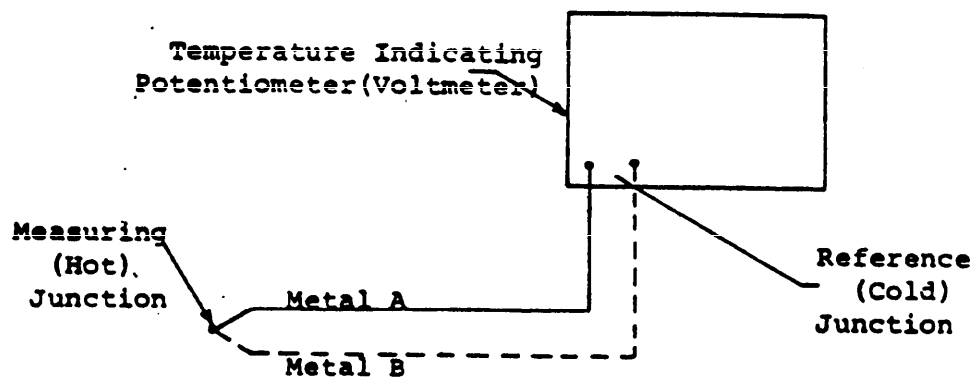 Temperature Indicating
Potentiometer(Voltmeter)
Measuring
(Hot)
Junction
Metal A
Metal B
Reference
(Cold)
Junction